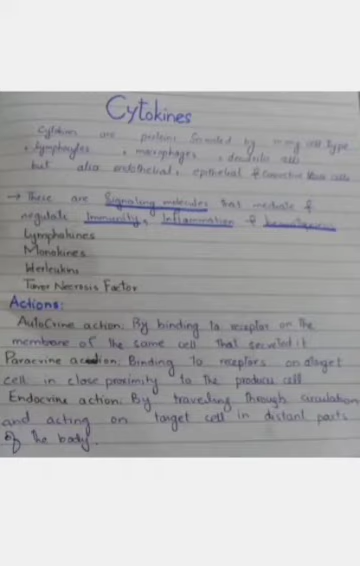 Cytokines
Cytokine are proteins secreted by many cell type
, lymphocytes , macrophages , dendritic cells
but also endothelial, epithelial & connective tissue cells
→ These are Signaling molecules that mediate &
regulate Immunity, Inflammation &
Lymphokines
Monokines
Interleukins
Tumor Necrosis Factor
Actions:
Autocrine action: By binding to receptor on the
membrane of the same cell that secreted it
Paracrine action: Binding to receptors on a target
cell in close proximity to the producer cell
Endocrine action: By traveling through circulation
and acting on target cell in distant parts
of the body.